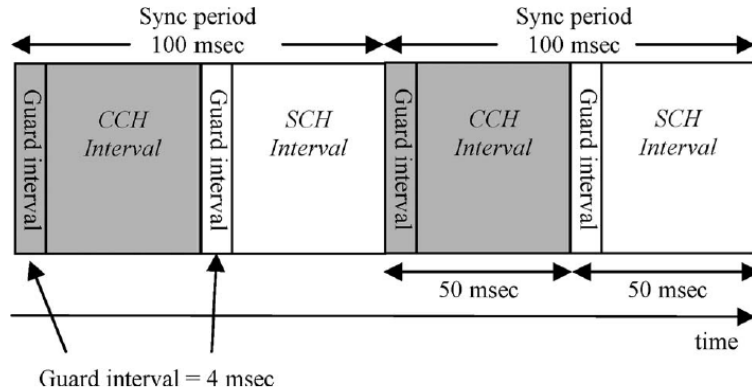 Sync period
100 msec
Sync period
100 msec
Guard interval
CCH
Interval
Guard interval
SCH
Interval
Guard interval
CCH
Interval
Guard interval
SCH
Interval
50 msec
50 msec
time
Guard interval = 4 msec